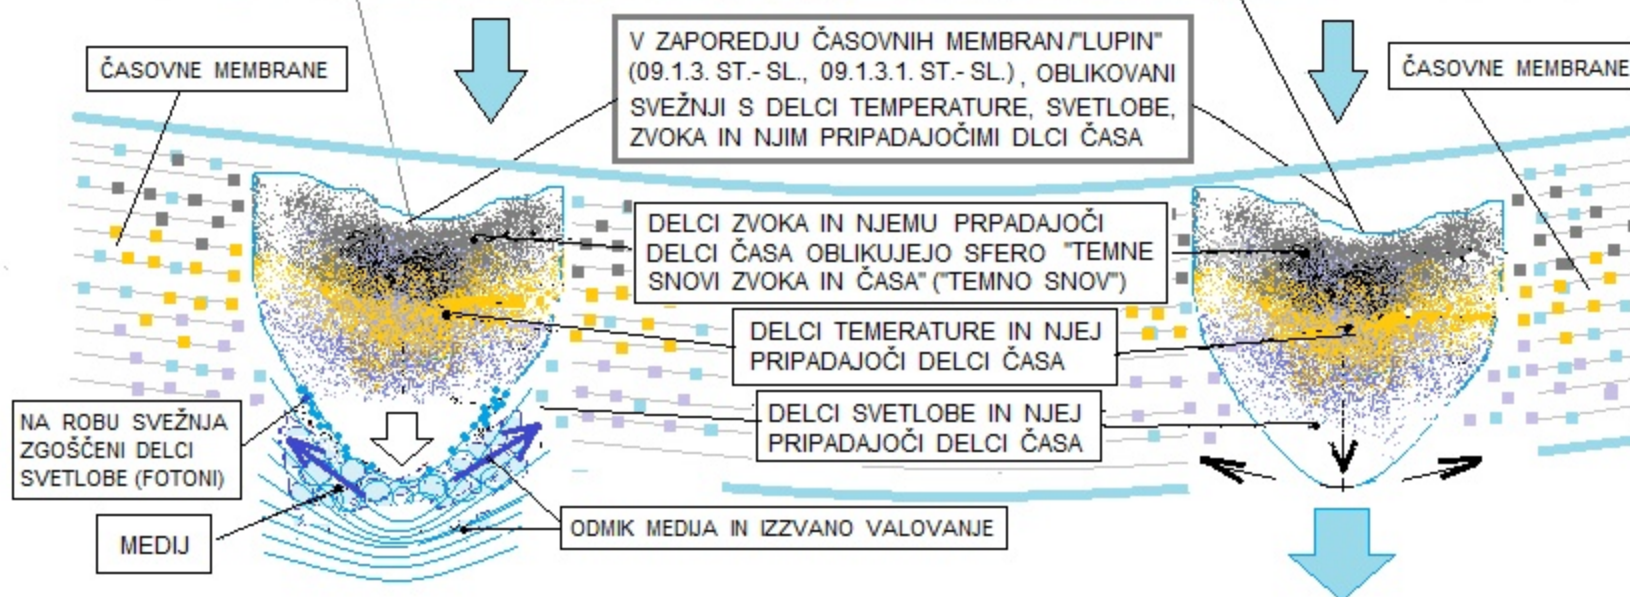 ČASOVNE MEMBRANE
V ZAPOREDJU ČASOVNIH MEMBRAN/"LUPIN"
(09.1.3. ST.- SL., 09.1.3.1. ST.- SL.) , OBLIKOVANI
SVEŽNJI S DELCI TEMPERATURE, SVETLOBE,
ZVOKA IN NJIM PRIPADAJOČIMI DLCI ČASA
ČASOVNE MEMBRANE
DELCI ZVOKA IN NJEMU PRPADAJOČI
DELCI ČASA OBLIKUJEJO SFERO "TEMNE
SNOVI ZVOKA IN ČASA" ("TEMNO SNOV")
DELCI TEMERATURE IN NJEJ
PRIPADAJOČI DELCI ČASA
DELCI SVETLOBE IN NJEJ
PRIPADAJOČI DELCI ČASA
NA ROBU SVEŽNJA
ZGOŠČENI DELCI
SVETLOBE (FOTONI)
MEDIJ
ODMIK MEDIJA IN IZZVANO VALOVANJE